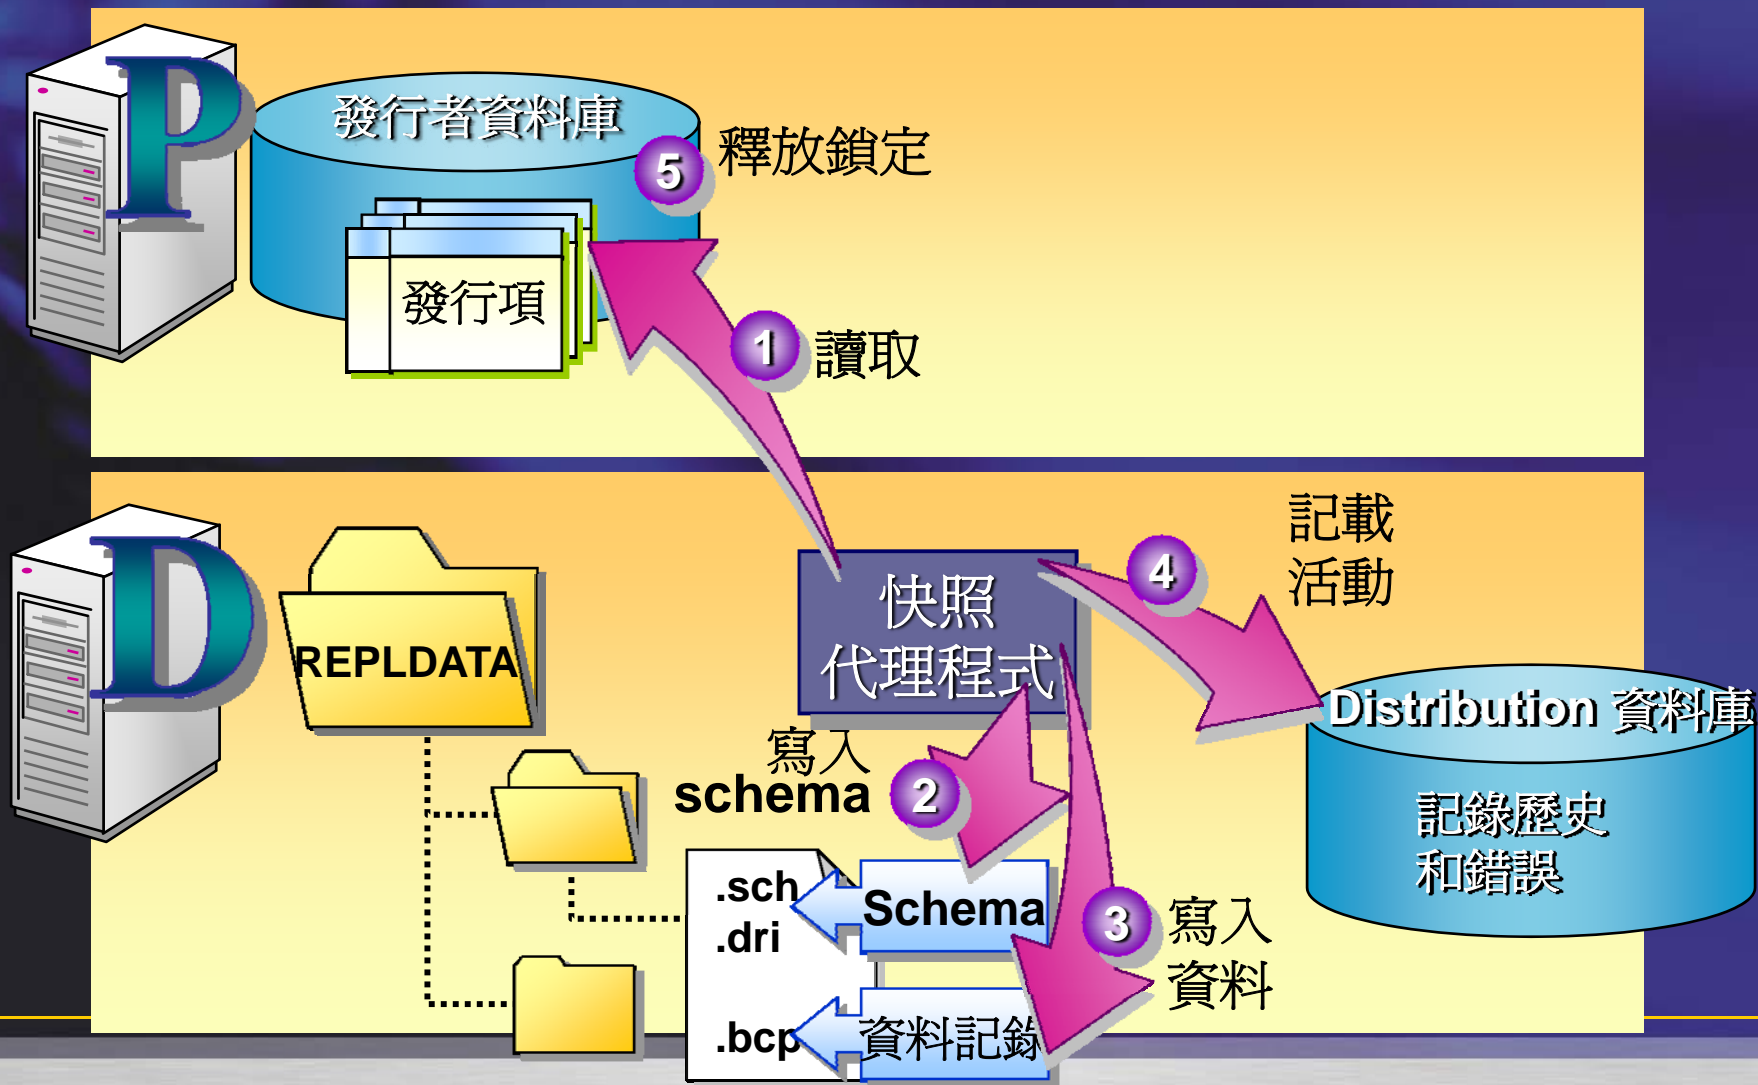 P
發行者資料庫
5
釋放鎖定
發行項
1
讀取
D
REPLDATA
快照
代理程式
4
記載
活動
Distribution 資料庫
記錄歷史
和錯誤
寫入
schema
2
.sch
.dri
Schema
3
寫入
資料
.bcp
資料記錄